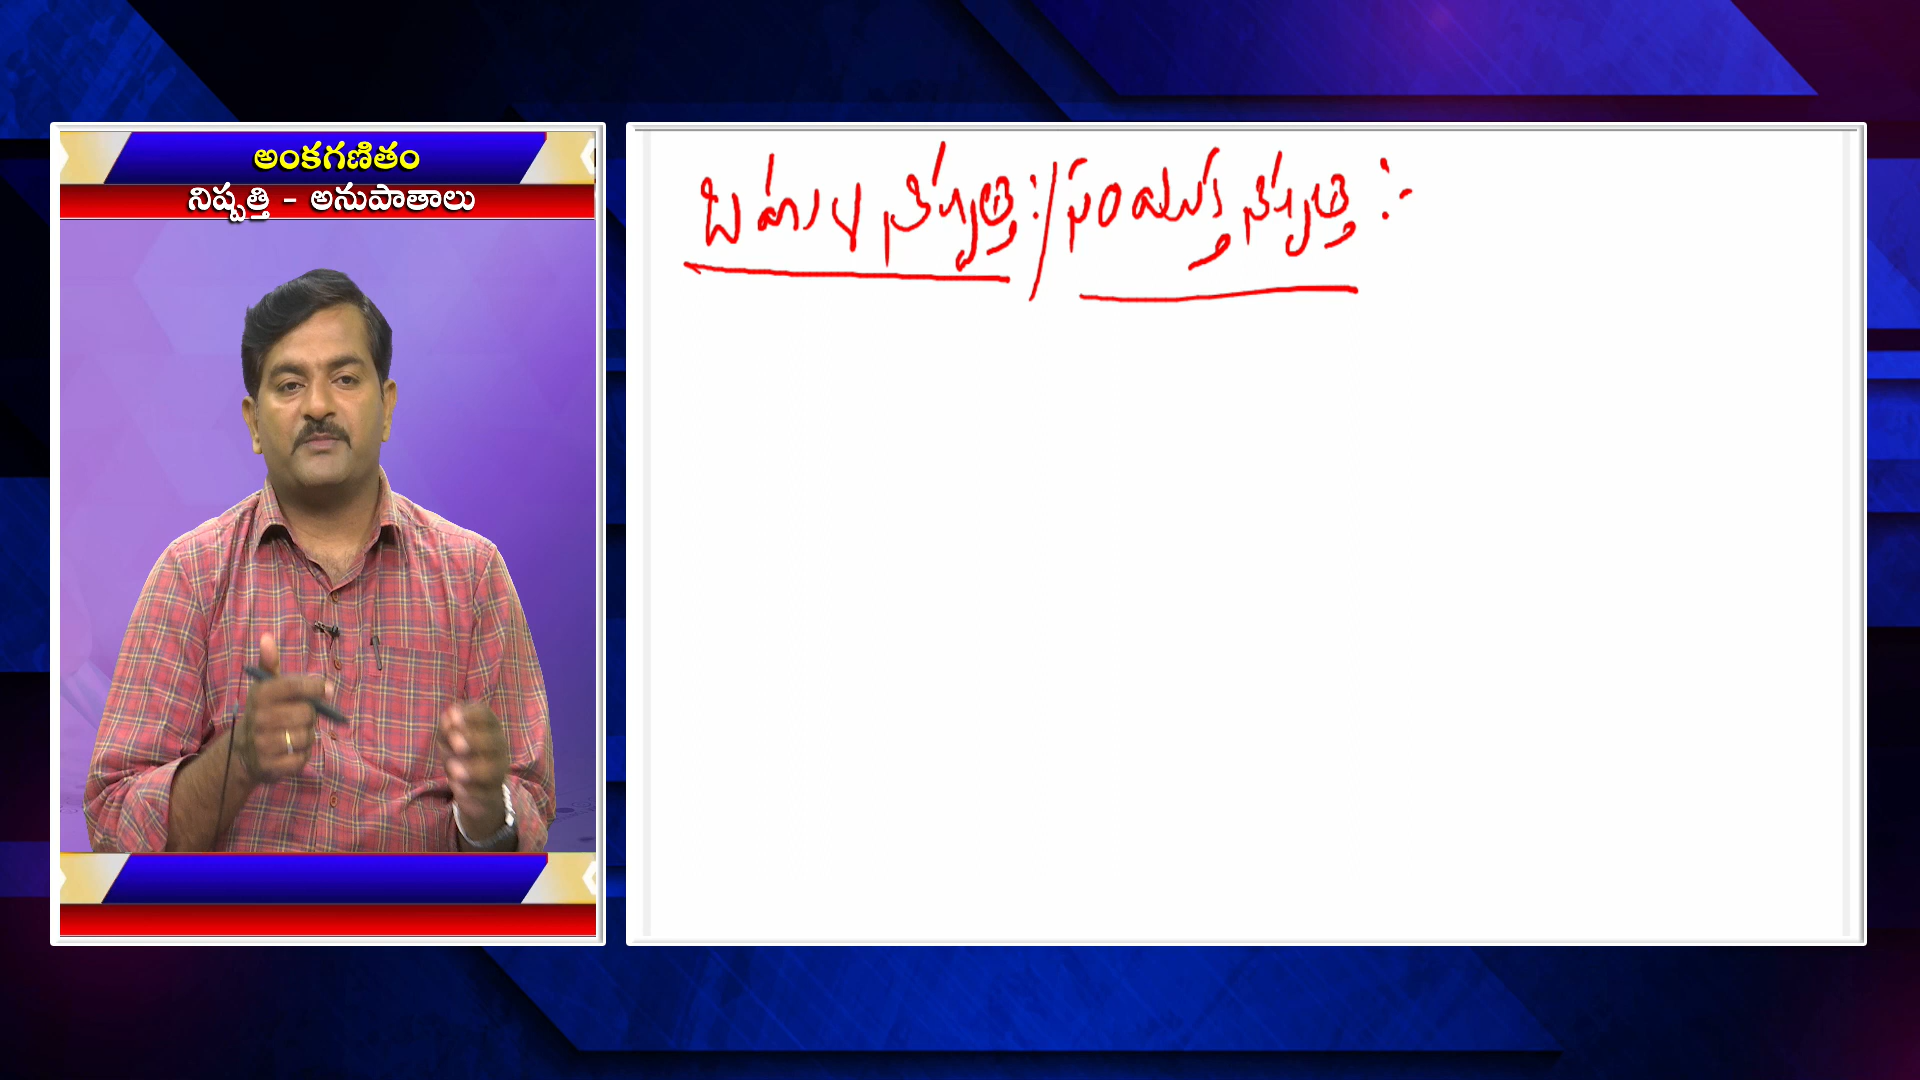 అంకగణితం
నిష్పత్తి - అనుపాతాలు
బహుళ నిష్పత్తి :/ సంయుక్త నిష్పత్తి :-